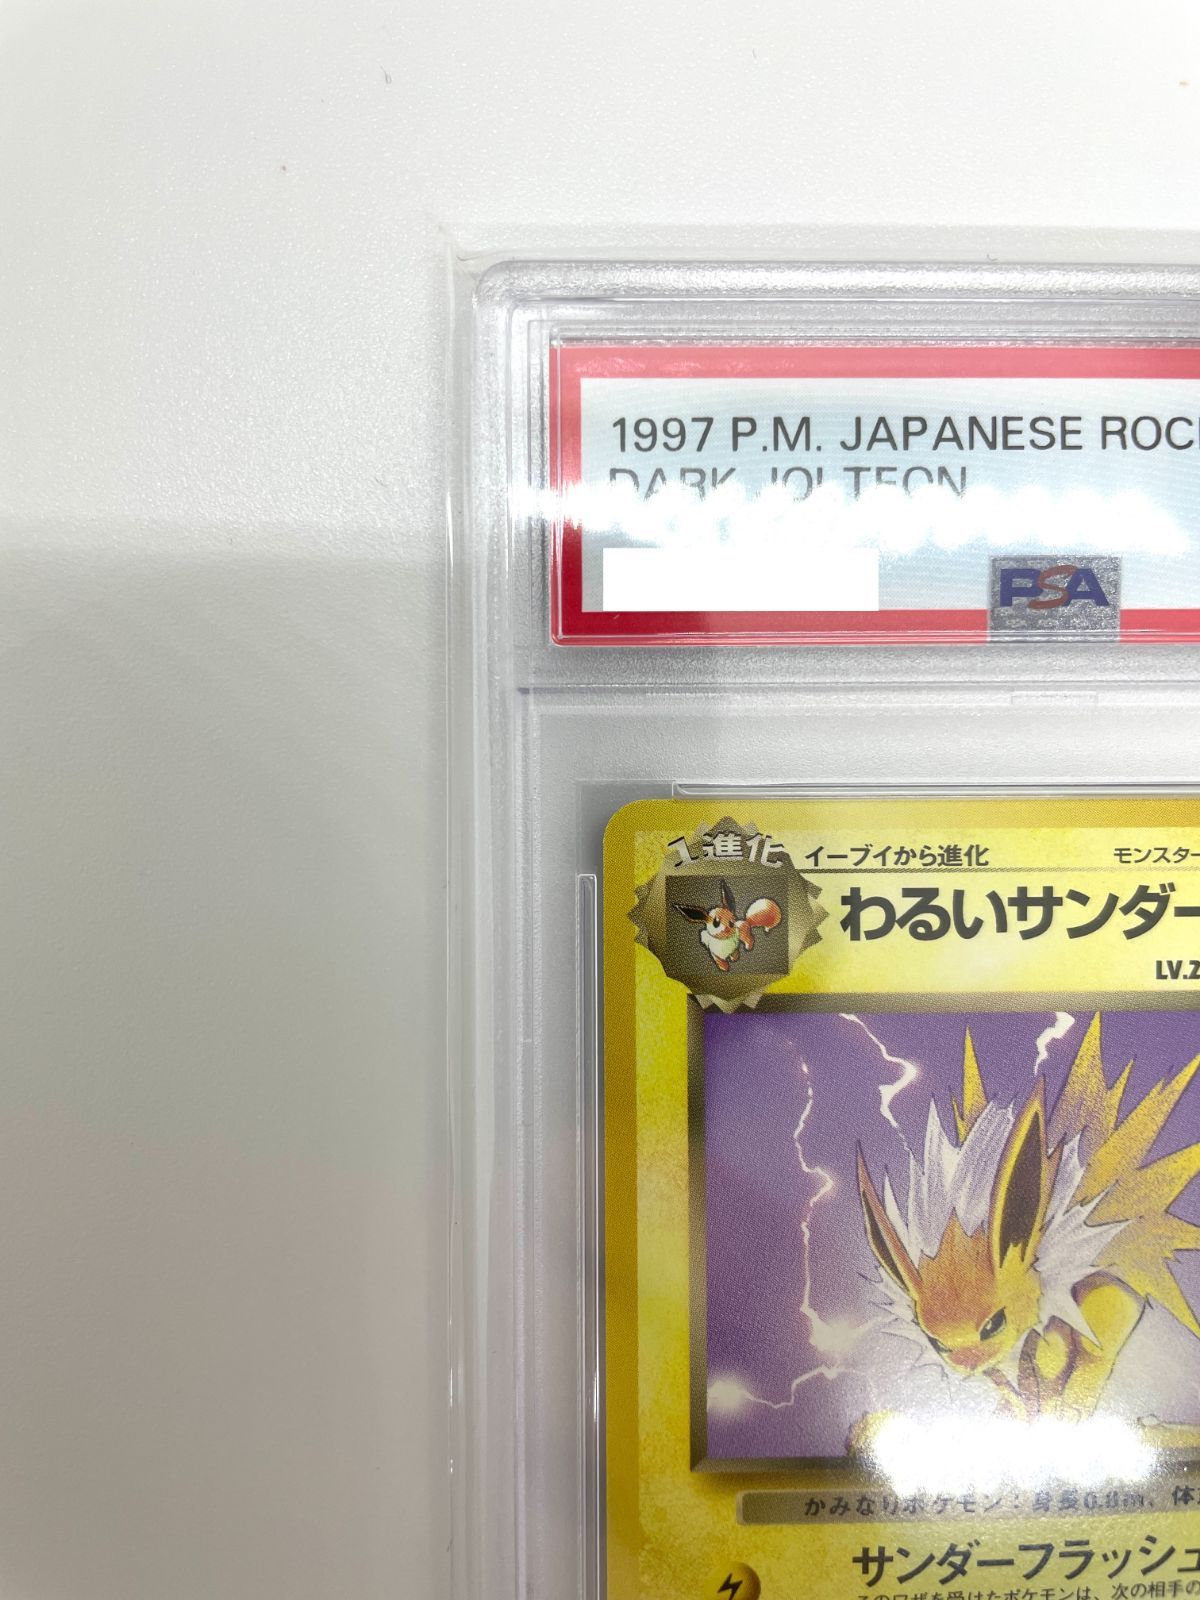 1997 P.M. JAPANESE ROC
DARK JOLTEON
PSA
1進化
イーブイから進化
モンスター
わるいサンダー
LV.2
かみなりポケモン：身長0.8m、体
サンダーフラッシュ
このワザを受けたポケモンは、次の相手の